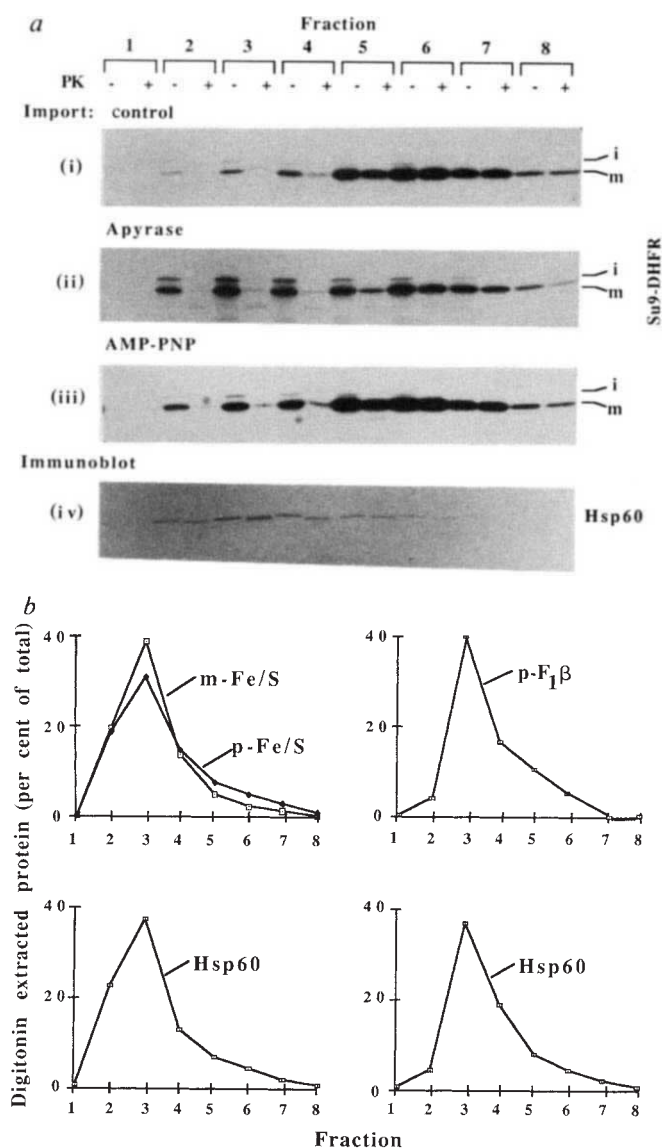 a
Fraction
1 2 3 4 5 6 7 8
PK - + - + - + - + - + - + - + - +
Import: control
(i)
i
m
Apyrase
(ii)
i
m
Su9-DHFR
AMP-PNP
(iii)
i
m
Immunoblot
(iv)
Hsp60
b
Digitonin extracted protein (per cent of total)
40
20
0
m-Fe/S
p-Fe/S
1 2 3 4 5 6 7 8
40
20
0
p-F1β
1 2 3 4 5 6 7 8
40
20
0
Hsp60
1 2 3 4 5 6 7 8
40
20
0
Hsp60
1 2 3 4 5 6 7 8
Fraction